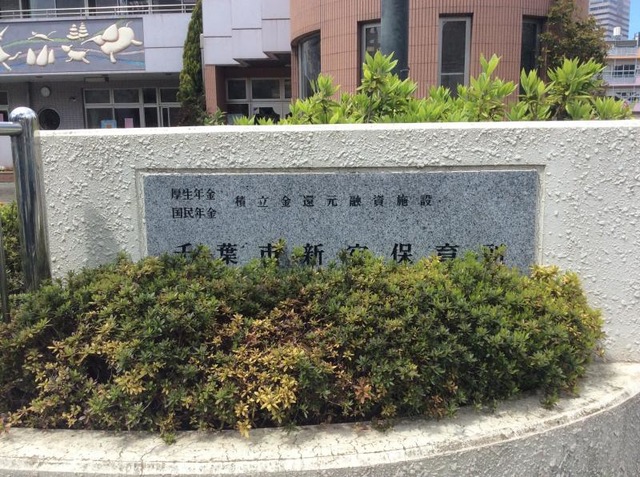 厚生年金 積立金還元融資施設
国民年金
千葉市新宿保育所